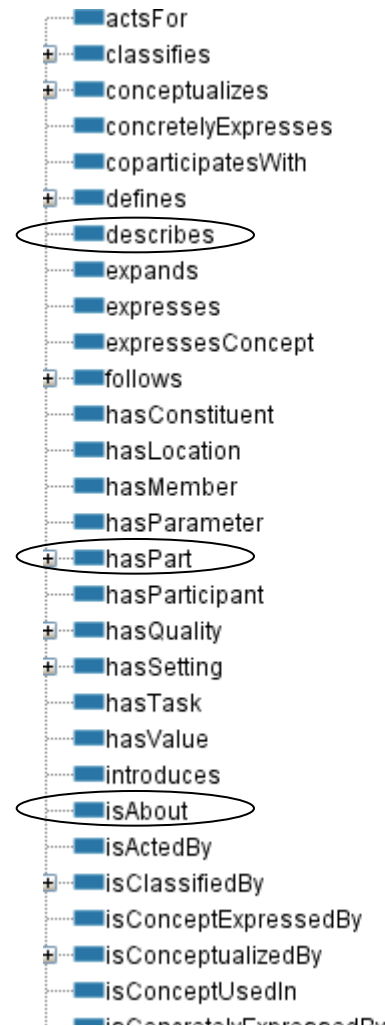 actsFor
classifies
conceptualizes
concretelyExpresses
coparticipatesWith
defines
describes
expands
expresses
expressesConcept
follows
hasConstituent
hasLocation
hasMember
hasParameter
hasPart
hasParticipant
hasQuality
hasSetting
hasTask
hasValue
introduces
isAbout
isActedBy
isClassifiedBy
isConceptExpressedBy
isConceptualizedBy
isConceptUsedIn
isConcretelyExpressedBy